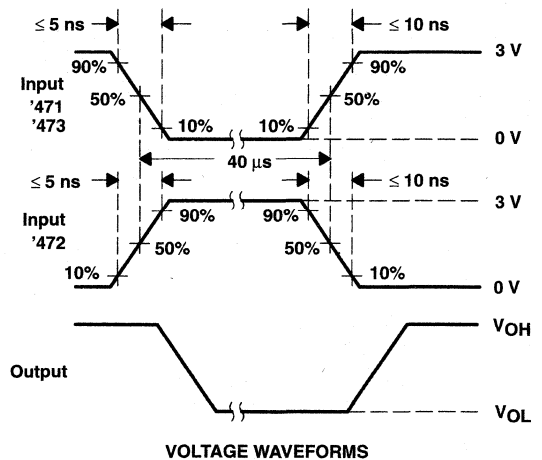 ≤ 5 ns
≤ 10 ns
3 V
90%
90%
Input
'471
'473
50%
50%
10%
10%
0 V
40 μs
≤ 5 ns
≤ 10 ns
3 V
Input
'472
90%
90%
50%
50%
10%
10%
0 V
VOH
Output
VOL
VOLTAGE WAVEFORMS